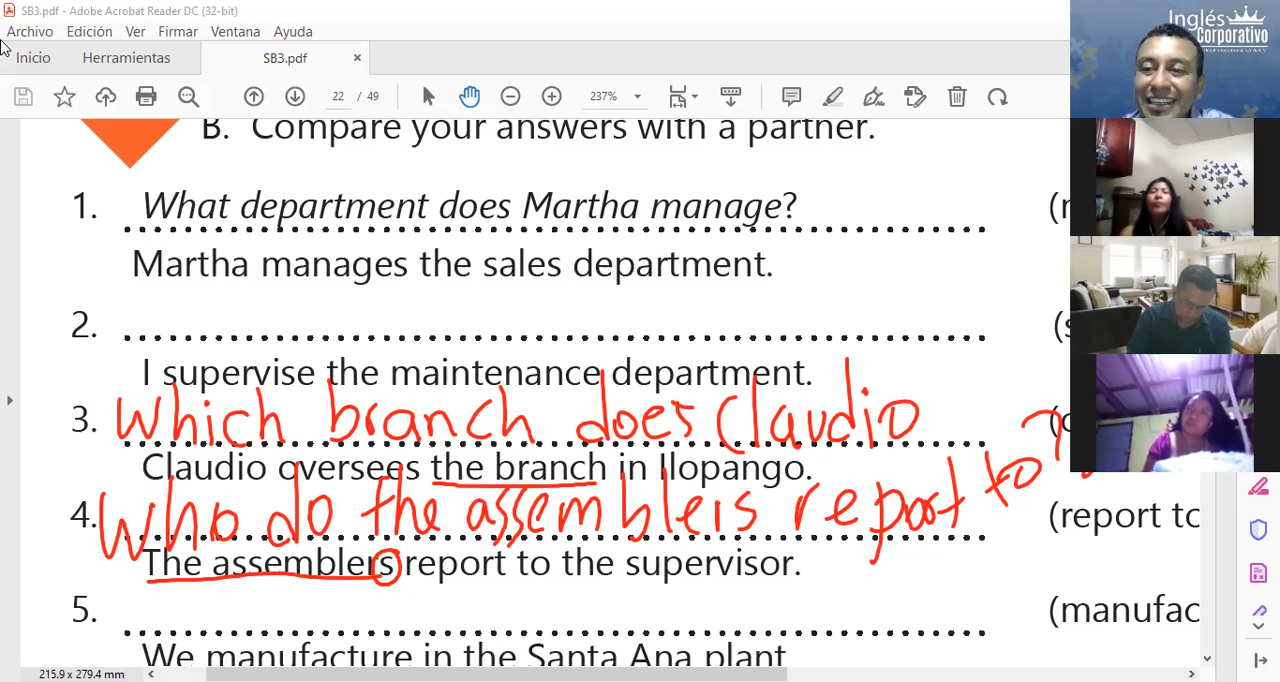 SB3.pdf - Adobe Acrobat Reader DC (32-bit)
Archivo Edición Ver Firmar Ventana Ayuda
Inicio Herramientas SB3.pdf ×
22 / 49 237%
Inglés
Corporativo
B. Compare your answers with a partner.
1. What department does Martha manage?
Martha manages the sales department.
2.
I supervise the maintenance department.
3. which branch does Claudio
Claudio oversees the branch in Ilopango.
4. Who do the assemblers report to ?
(report to
The assemblers report to the supervisor.
5. (manufac
We manufacture in the Santa Ana plant
215.9 x 279.4 mm